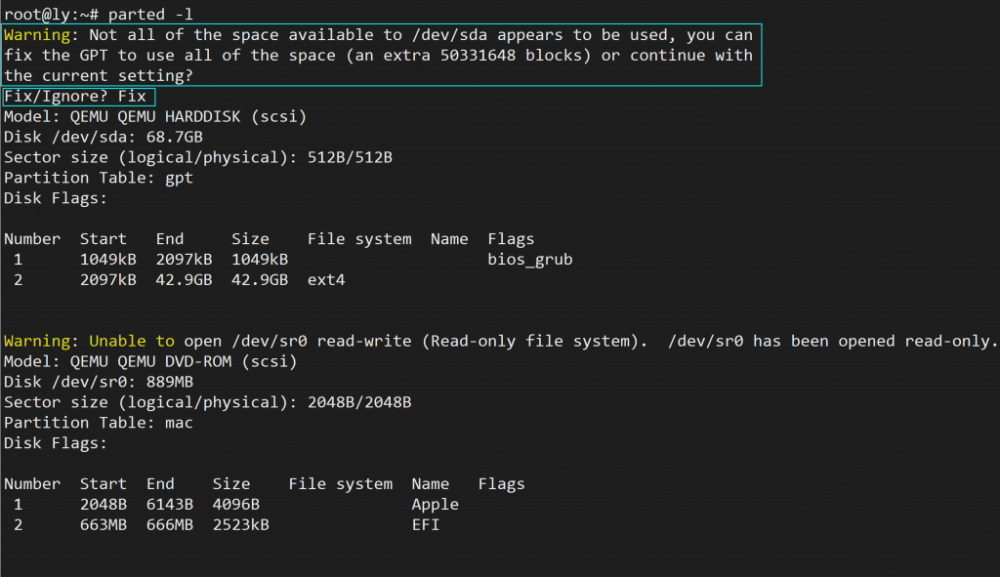 root@ly:~# parted -l
Warning: Not all of the space available to /dev/sda appears to be used, you can
fix the GPT to use all of the space (an extra 50331648 blocks) or continue with
the current setting?
Fix/Ignore? Fix
Model: QEMU QEMU HARDDISK (scsi)
Disk /dev/sda: 68.7GB
Sector size (logical/physical): 512B/512B
Partition Table: gpt
Disk Flags:

Number  Start   End     Size    File system  Name  Flags
 1      1049kB  2097kB  1049kB                     bios_grub
 2      2097kB  42.9GB  42.9GB  ext4

Warning: Unable to open /dev/sr0 read-write (Read-only file system).  /dev/sr0 has been opened read-only.
Model: QEMU QEMU DVD-ROM (scsi)
Disk /dev/sr0: 889MB
Sector size (logical/physical): 2048B/2048B
Partition Table: mac
Disk Flags:

Number  Start  End    Size    File system  Name   Flags
 1      2048B  6143B  4096B                Apple
 2      663MB  666MB  2523kB               EFI